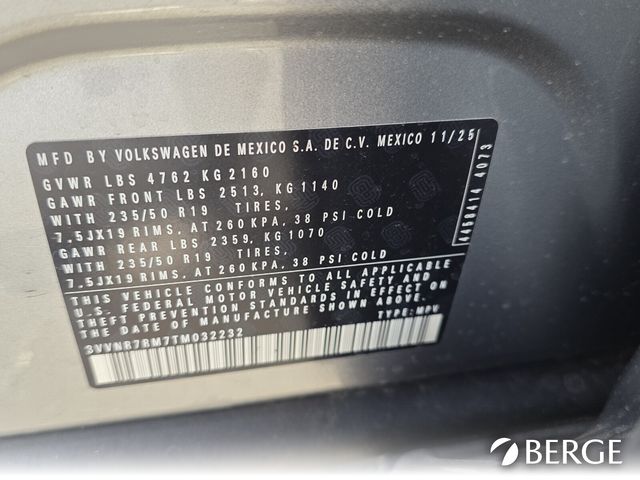 MFD BY VOLKSWAGEN DE MEXICO S.A. DE C.V. MEXICO 11/25
GVWR LBS 4762 KG 2160
GAWR FRONT LBS 2513, KG 1140
WITH 235/50 R19 TIRES,
7.5JX19 RIMS, AT 260 KPA, 38 PSI COLD
GAWR REAR LBS 2359, KG 1070
WITH 235/50 R19 TIRES,
7.5JX19 RIMS, AT 260 KPA, 38 PSI COLD
THIS VEHICLE CONFORMS TO ALL APPLICABLE
U.S. FEDERAL MOTOR VEHICLE SAFETY AND
THEFT PREVENTION STANDARDS IN EFFECT ON
THE DATE OF MANUFACTURE SHOWN ABOVE.
3VVNR7RM7TM032232 TYPE: MPV
4458414 4073
BERGE